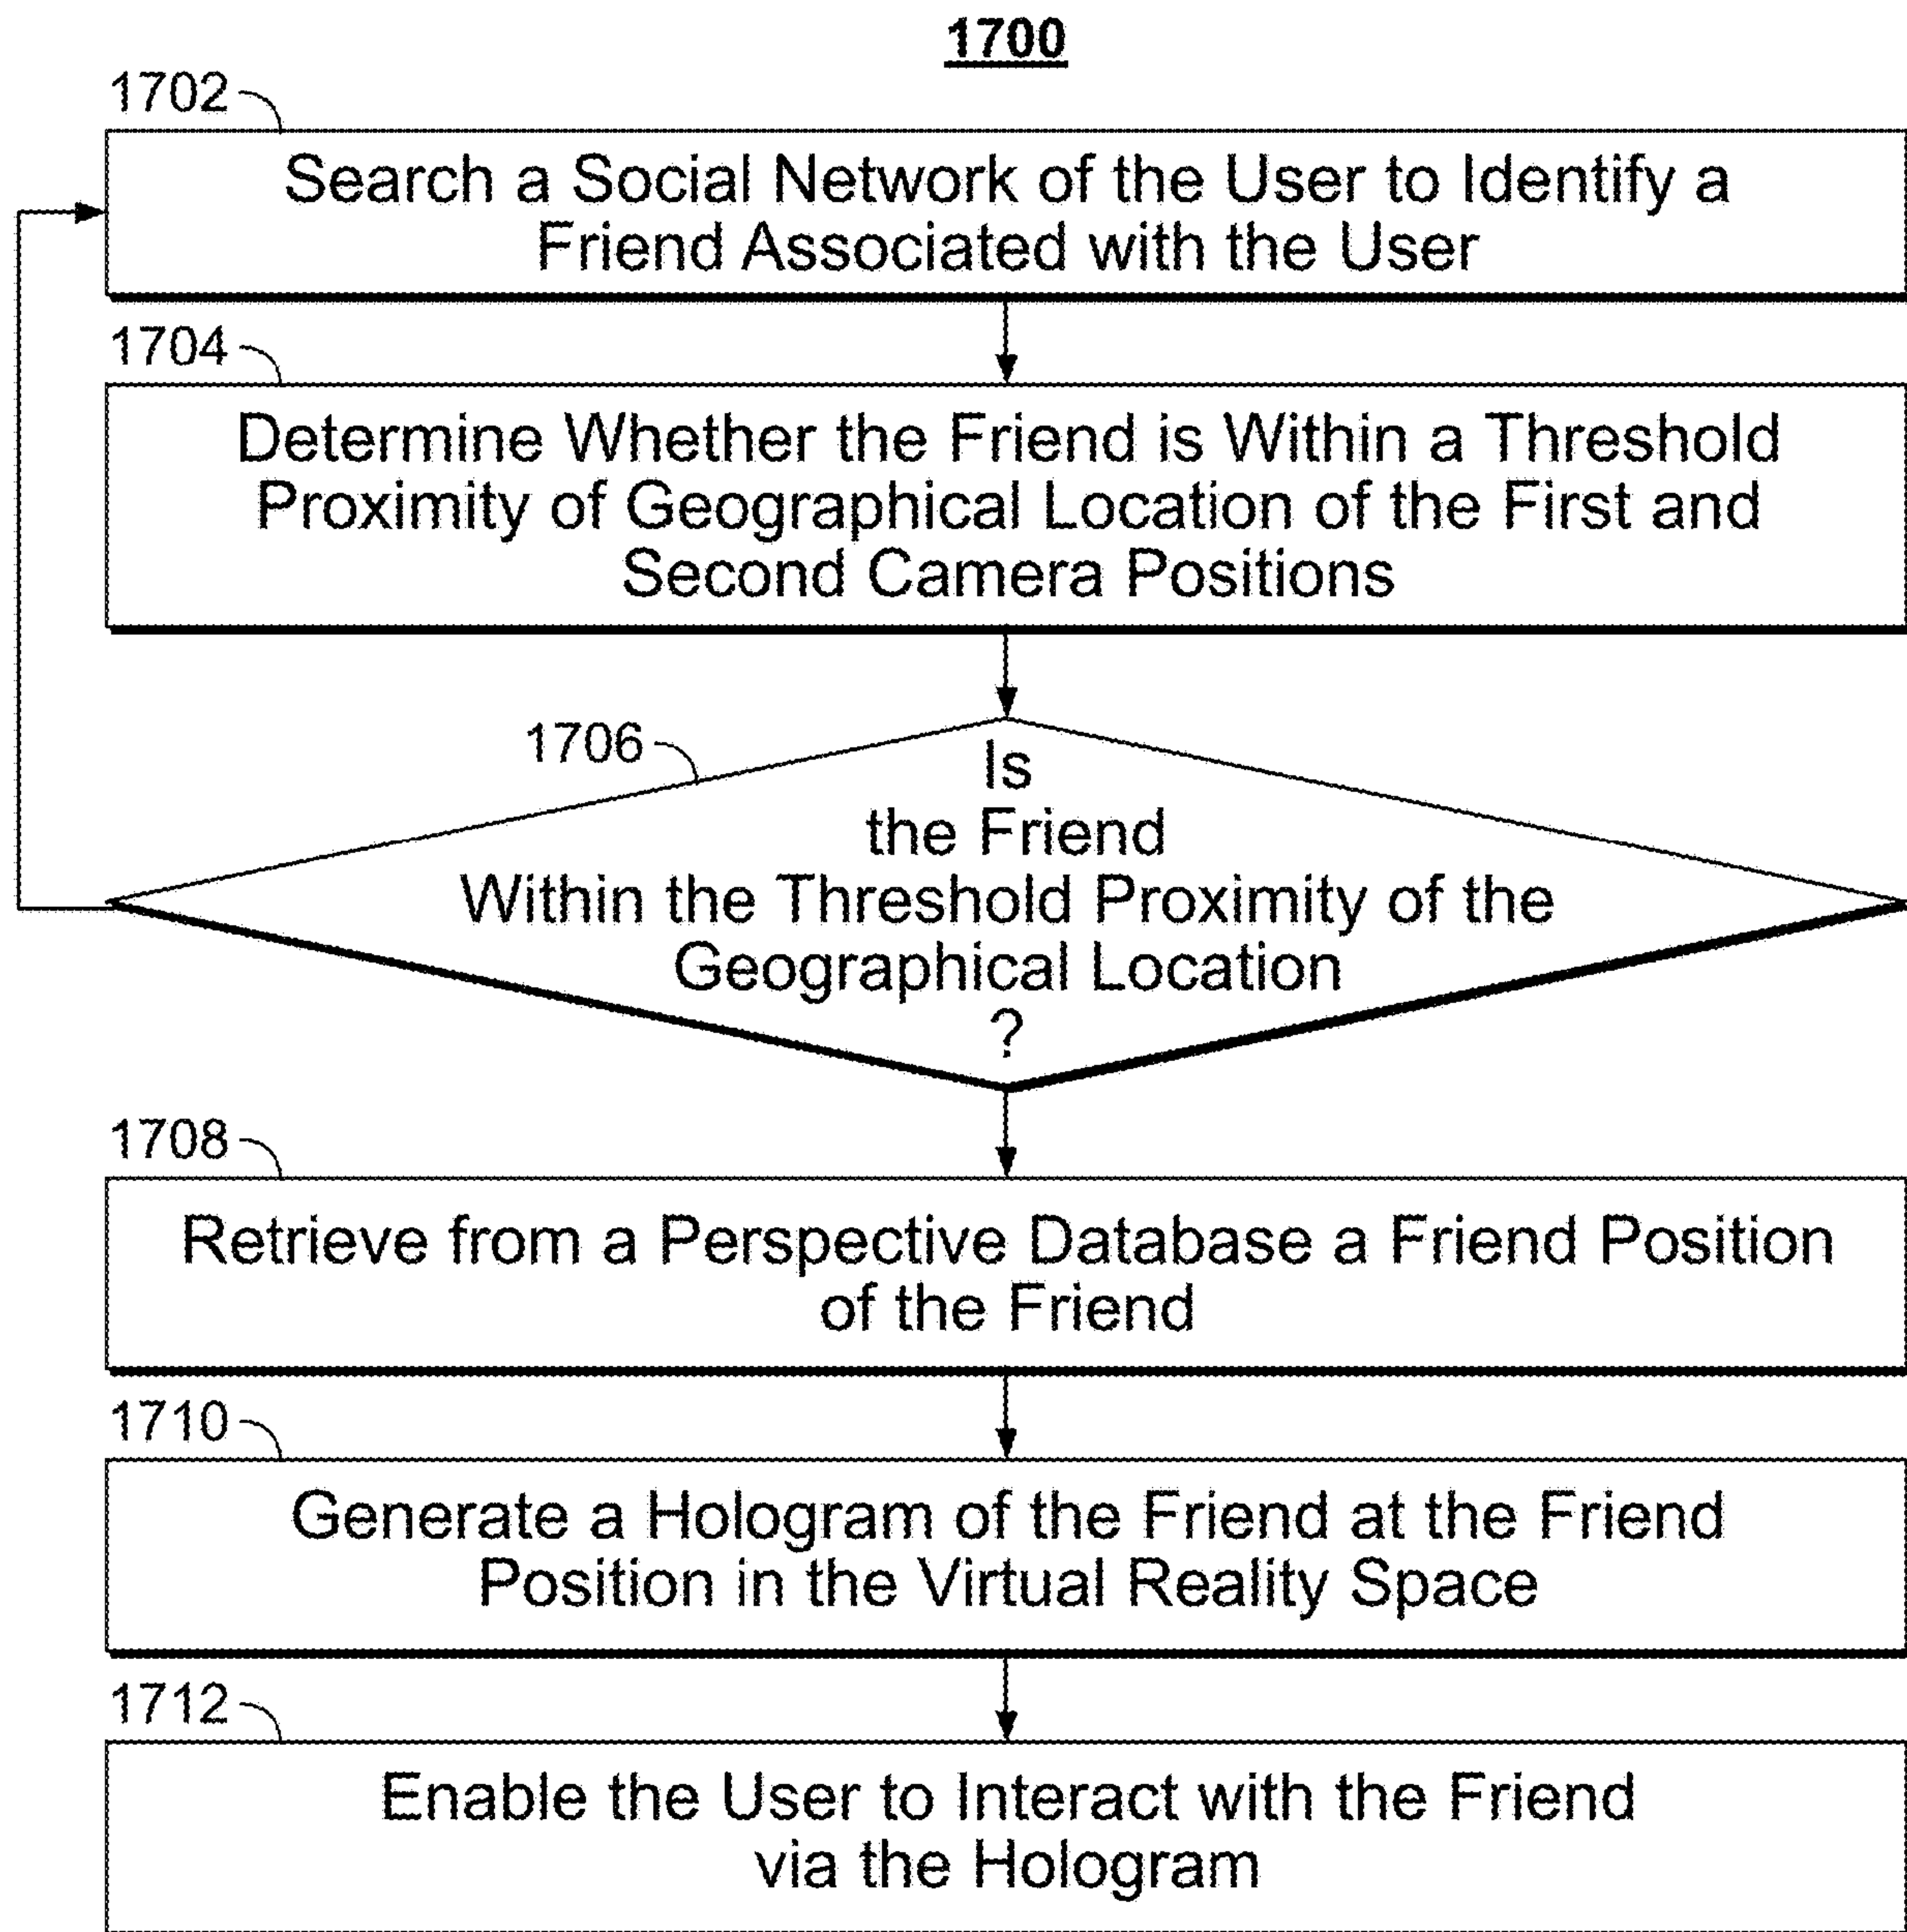 1700
1702
Search a Social Network of the User to Identify a
Friend Associated with the User
1704
Determine Whether the Friend is Within a Threshold
Proximity of Geographical Location of the First and
Second Camera Positions
1706
Is
the Friend
Within the Threshold Proximity of the
Geographical Location
?
1708
Retrieve from a Perspective Database a Friend Position
of the Friend
1710
Generate a Hologram of the Friend at the Friend
Position in the Virtual Reality Space
1712
Enable the User to Interact with the Friend
via the Hologram